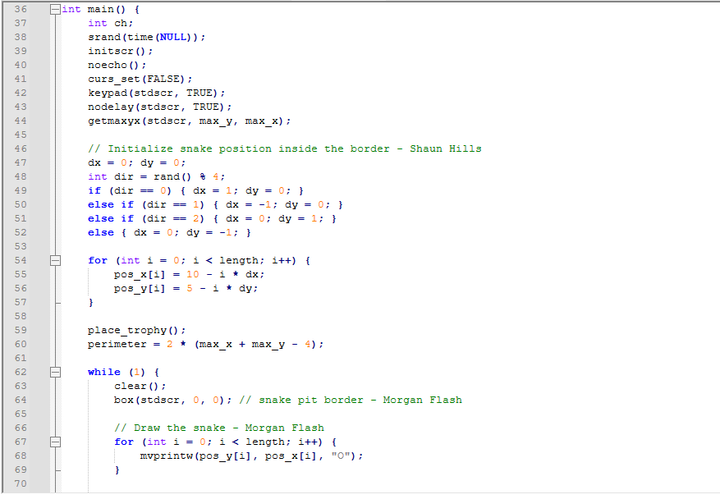 36 int main() {
37     int ch;
38     srand(time(NULL));
39     initscr();
40     noecho();
41     curs_set(FALSE);
42     keypad(stdscr, TRUE);
43     nodelay(stdscr, TRUE);
44     getmaxyx(stdscr, max_y, max_x);
45
46     // Initialize snake position inside the border - Shaun Hills
47     dx = 0; dy = 0;
48     int dir = rand() % 4;
49     if (dir == 0) { dx = 1; dy = 0; }
50     else if (dir == 1) { dx = -1; dy = 0; }
51     else if (dir == 2) { dx = 0; dy = 1; }
52     else { dx = 0; dy = -1; }
53
54     for (int i = 0; i < length; i++) {
55         pos_x[i] = 10 - i * dx;
56         pos_y[i] = 5 - i * dy;
57     }
58
59     place_trophy();
60     perimeter = 2 * (max_x + max_y - 4);
61
62     while (1) {
63         clear();
64         box(stdscr, 0, 0); // snake pit border - Morgan Flash
65
66         // Draw the snake - Morgan Flash
67         for (int i = 0; i < length; i++) {
68             mvprintw(pos_y[i], pos_x[i], "O");
69         }
70